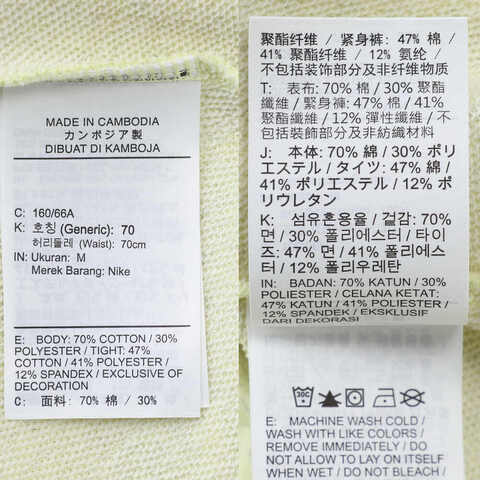 MADE IN CAMBODIA
カンボジア製
DIBUAT DI KAMBOJA
C: 160/66A
K: 호칭 (Generic): 70
허리둘레 (Waist): 70cm
IN: Ukuran: M
Merek Barang: Nike
E: BODY: 70% COTTON / 30%
POLYESTER / TIGHT: 47%
COTTON / 41% POLYESTER /
12% SPANDEX / EXCLUSIVE OF
DECORATION
C: 面料: 70% 棉 / 30%
聚酯纤维 / 紧身裤: 47% 棉 /
41% 聚酯纤维 / 12% 氨纶 /
不包括装饰部分及非纤维物质
T: 表布: 70% 棉 / 30% 聚酯
纖維 / 緊身褲: 47% 棉 / 41%
聚酯纖維 / 12% 彈性纖維 /
不包括裝飾部分及非紡織材料
J: 本体: 70% 綿 / 30% ポリ
エステル / タイツ: 47% 綿 /
41% ポリエステル / 12% ポ
リウレタン
K: 섬유혼용율 / 겉감: 70%
면 / 30% 폴리에스터 / 타이
즈: 47% 면 / 41% 폴리에스
터 / 12% 폴리우레탄
IN: BADAN: 70% KATUN / 30%
POLIESTER / CELANA KETAT:
47% KATUN / 41% POLIESTER /
12% SPANDEX / EKSKLUSIF
DARI DEKORASI
30C
E: MACHINE WASH COLD /
WASH WITH LIKE COLORS /
REMOVE IMMEDIATELY / DO
NOT ALLOW TO LAY ON ITSELF
WHEN WET / DO NOT BLEACH /